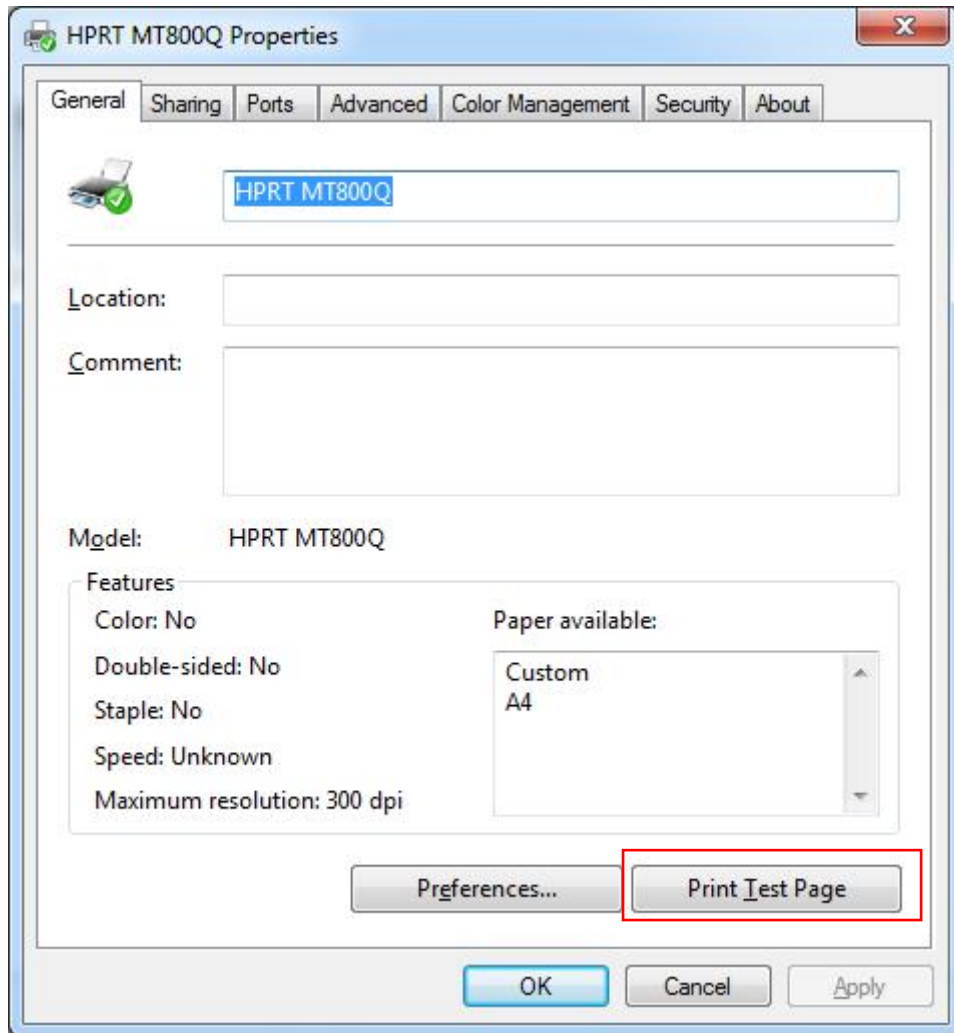 HPRT MT800Q Properties
General Sharing Ports Advanced Color Management Security About
HPRT MT800Q
Location:
Comment:
Model: HPRT MT800Q
Features
Color: No
Double-sided: No
Staple: No
Speed: Unknown
Maximum resolution: 300 dpi
Paper available:
Custom
A4
Preferences... Print Test Page
OK Cancel Apply